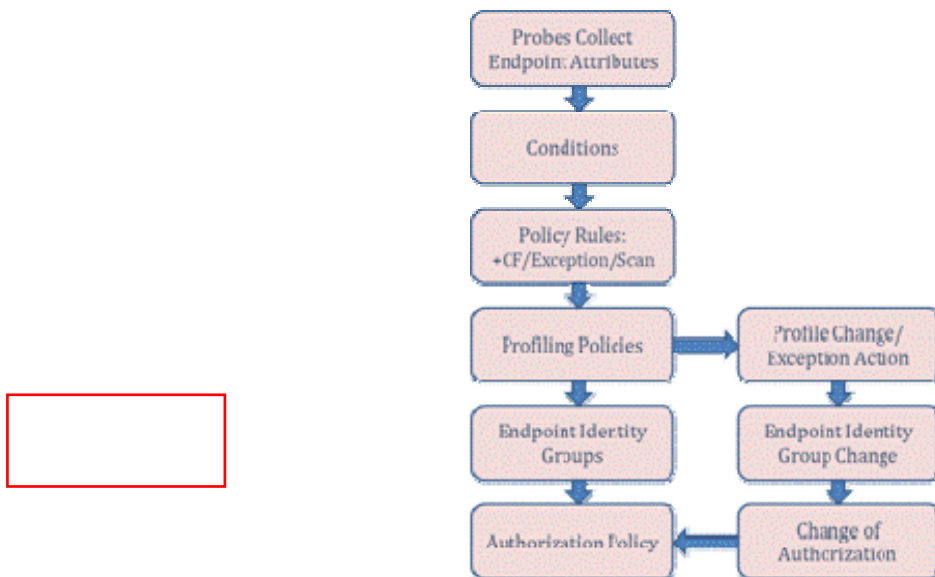 Probes Collect
Endpoint Attributes
Conditions
Policy Rules:
+CF/Exception/Scan
Profiling Policies
Profile Change/
Exception Action
Endpoint Identity
Groups
Endpoint Identity
Group Change
Authorization Policy
Change of
Authorization